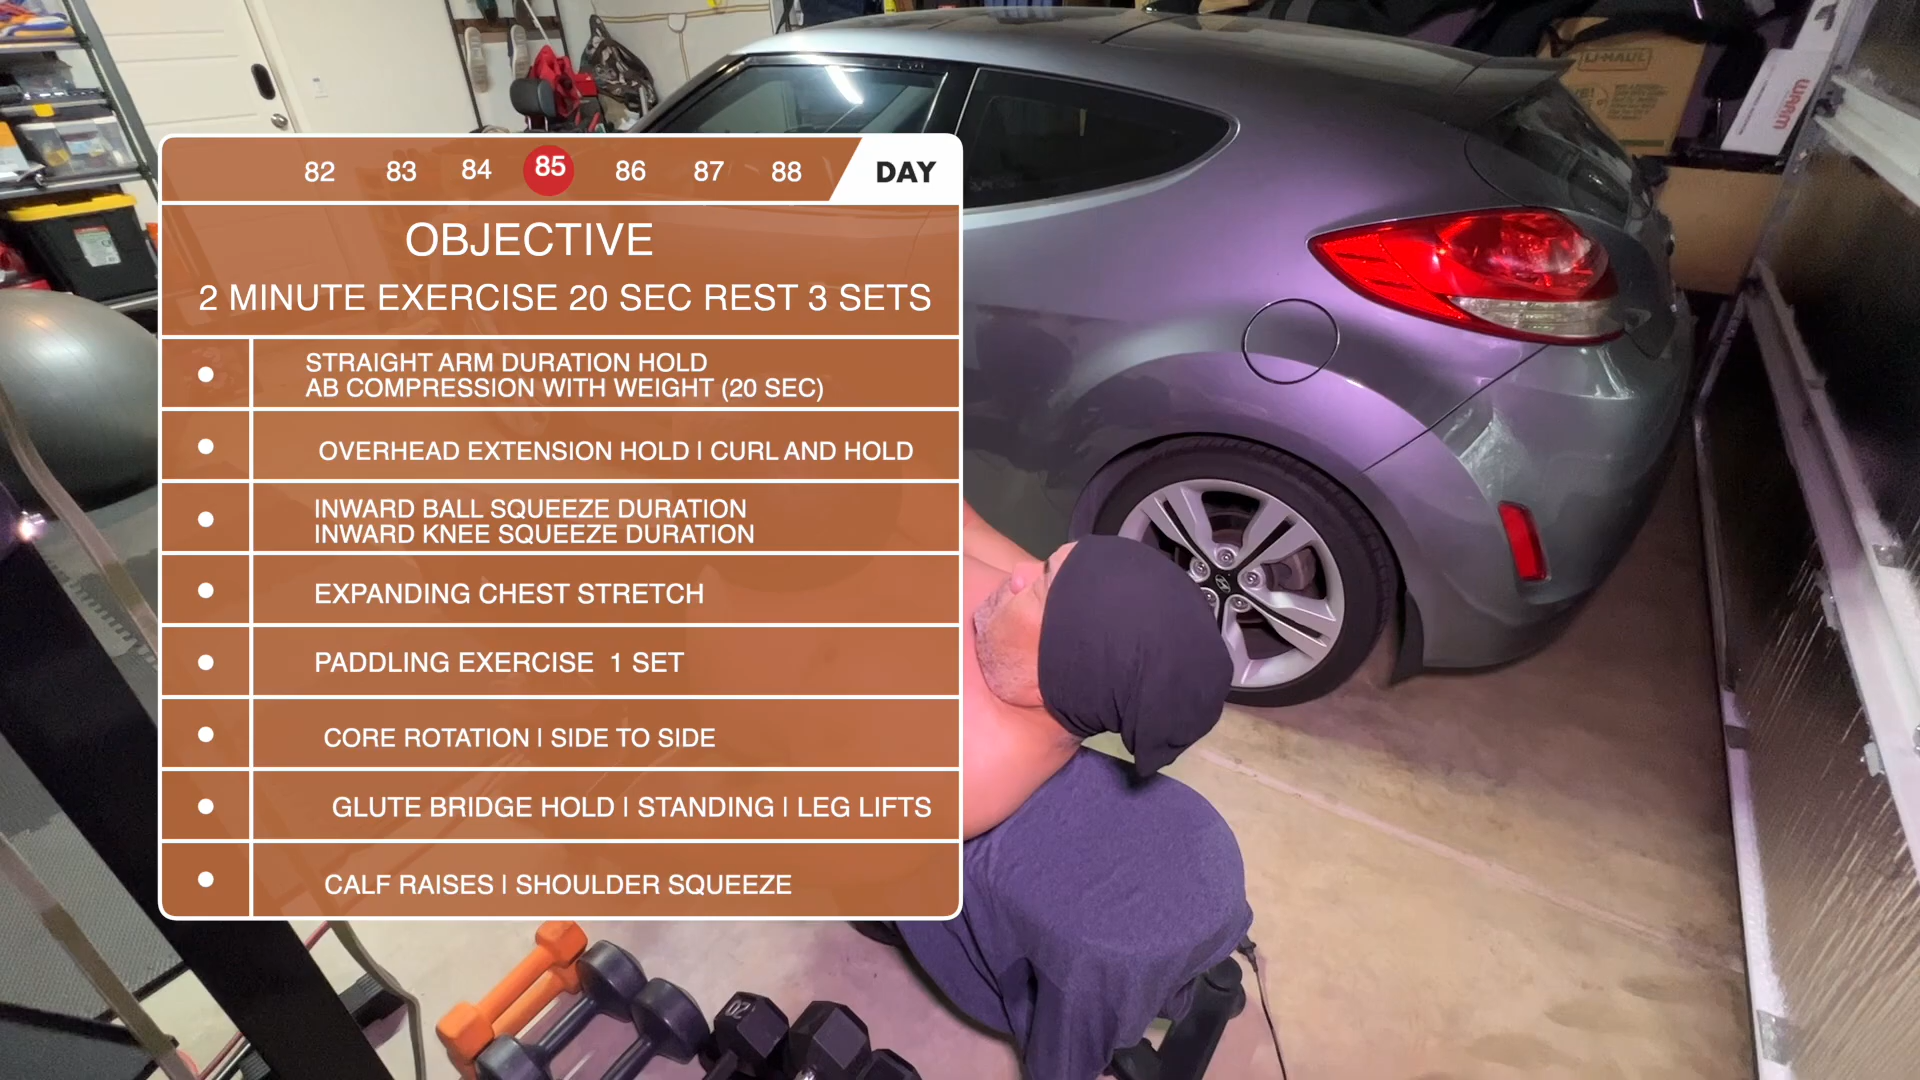 82 83 84 85 86 87 88 DAY
OBJECTIVE
2 MINUTE EXERCISE 20 SEC REST 3 SETS
STRAIGHT ARM DURATION HOLD
AB COMPRESSION WITH WEIGHT (20 SEC)
OVERHEAD EXTENSION HOLD | CURL AND HOLD
INWARD BALL SQUEEZE DURATION
INWARD KNEE SQUEEZE DURATION
EXPANDING CHEST STRETCH
PADDLING EXERCISE 1 SET
CORE ROTATION | SIDE TO SIDE
GLUTE BRIDGE HOLD | STANDING | LEG LIFTS
CALF RAISES | SHOULDER SQUEEZE
U-HAUL
20